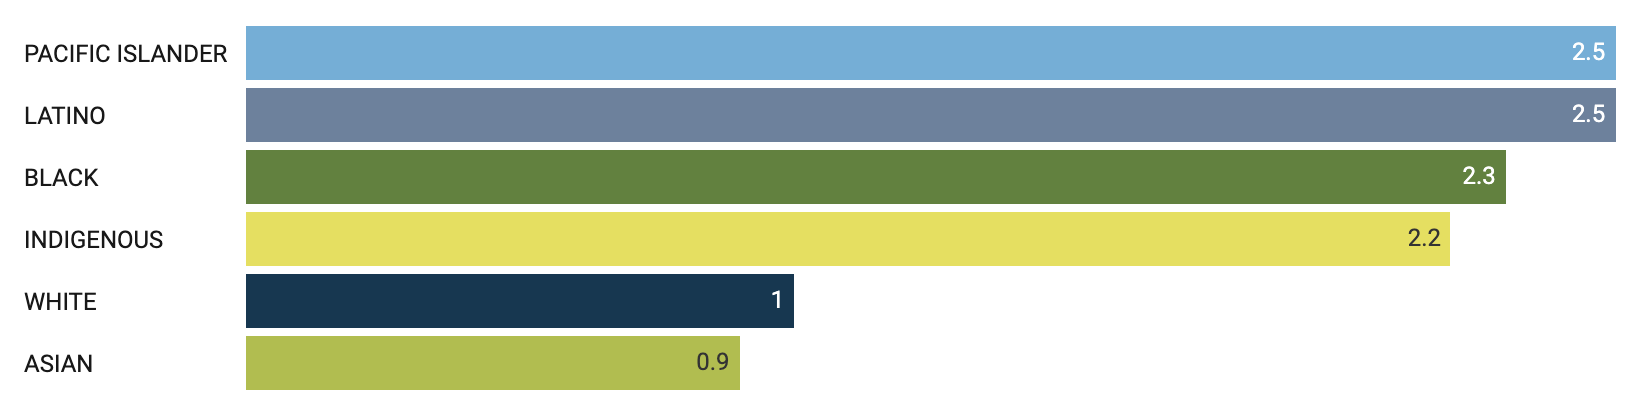 PACIFIC ISLANDER 2.5
LATINO 2.5
BLACK 2.3
INDIGENOUS 2.2
WHITE 1
ASIAN 0.9